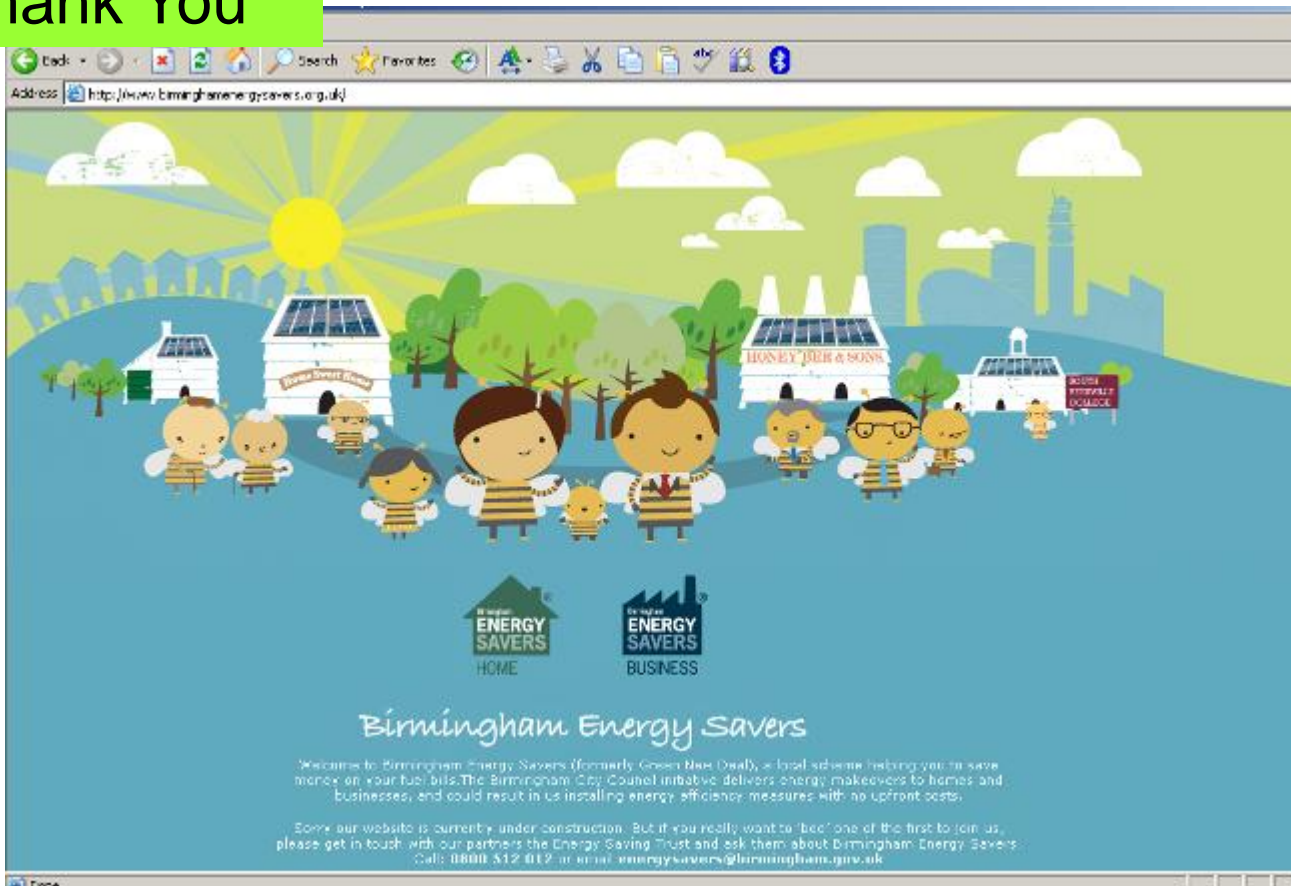 ank You
Back
Search
Favorites
Address http://www.birminghamenergysavers.org.uk/
Home Sweet Home
HONEY BEE & SONS
SOUTH
COLLEGE
Birmingham
ENERGY
SAVERS
HOME
Birmingham
ENERGY
SAVERS
BUSINESS
Birmingham Energy Savers
Welcome to Birmingham Energy Savers (formerly Green New Deal), a local scheme helping you to save
money on your fuel bills.The Birmingham City Council initiative delivers energy makeovers to homes and
businesses, and could result in us installing energy efficiency measures with no upfront costs.
Sorry our website is currently under construction. But if you really want to 'bee' one of the first to join us,
please get in touch with our partners the Energy Saving Trust and ask them about Birmingham Energy Savers
Call: 0800 512 012 or email energysavers@birmingham.gov.uk
Done